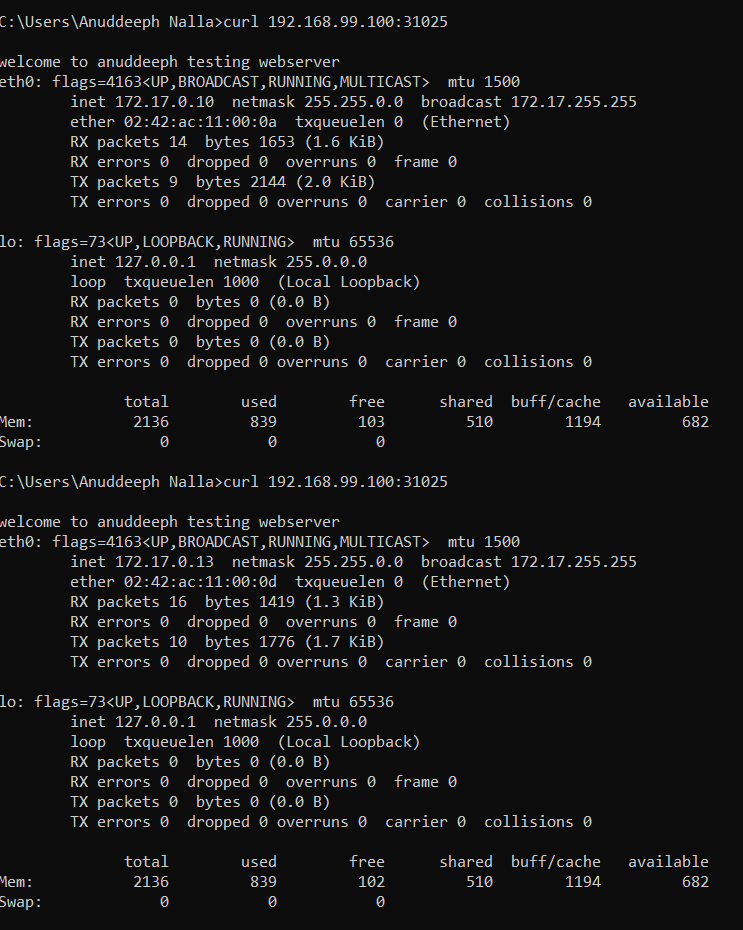 C:\Users\Anuddeeph Nalla>curl 192.168.99.100:31025
welcome to anuddeeph testing webserver
eth0: flags=4163<UP,BROADCAST,RUNNING,MULTICAST>  mtu 1500
        inet 172.17.0.10  netmask 255.255.0.0  broadcast 172.17.255.255
        ether 02:42:ac:11:00:0a  txqueuelen 0  (Ethernet)
        RX packets 14  bytes 1653 (1.6 KiB)
        RX errors 0  dropped 0  overruns 0  frame 0
        TX packets 9  bytes 2144 (2.0 KiB)
        TX errors 0  dropped 0 overruns 0  carrier 0  collisions 0
lo: flags=73<UP,LOOPBACK,RUNNING>  mtu 65536
        inet 127.0.0.1  netmask 255.0.0.0
        loop  txqueuelen 1000  (Local Loopback)
        RX packets 0  bytes 0 (0.0 B)
        RX errors 0  dropped 0  overruns 0  frame 0
        TX packets 0  bytes 0 (0.0 B)
        TX errors 0  dropped 0 overruns 0  carrier 0  collisions 0
              total        used        free      shared  buff/cache   available
Mem:           2136         839         103         510        1194         682
Swap:             0           0           0
C:\Users\Anuddeeph Nalla>curl 192.168.99.100:31025
welcome to anuddeeph testing webserver
eth0: flags=4163<UP,BROADCAST,RUNNING,MULTICAST>  mtu 1500
        inet 172.17.0.13  netmask 255.255.0.0  broadcast 172.17.255.255
        ether 02:42:ac:11:00:0d  txqueuelen 0  (Ethernet)
        RX packets 16  bytes 1419 (1.3 KiB)
        RX errors 0  dropped 0  overruns 0  frame 0
        TX packets 10  bytes 1776 (1.7 KiB)
        TX errors 0  dropped 0 overruns 0  carrier 0  collisions 0
lo: flags=73<UP,LOOPBACK,RUNNING>  mtu 65536
        inet 127.0.0.1  netmask 255.0.0.0
        loop  txqueuelen 1000  (Local Loopback)
        RX packets 0  bytes 0 (0.0 B)
        RX errors 0  dropped 0  overruns 0  frame 0
        TX packets 0  bytes 0 (0.0 B)
        TX errors 0  dropped 0 overruns 0  carrier 0  collisions 0
              total        used        free      shared  buff/cache   available
Mem:           2136         839         102         510        1194         682
Swap:             0           0           0